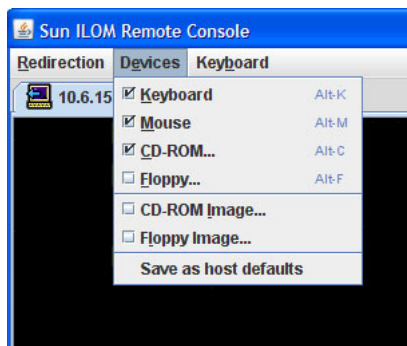 Sun ILOM Remote Console
Redirection Devices Keyboard
10.6.15
Keyboard Alt-K
Mouse Alt-M
CD-ROM... Alt-C
Floppy... Alt-F
CD-ROM Image...
Floppy Image...
Save as host defaults